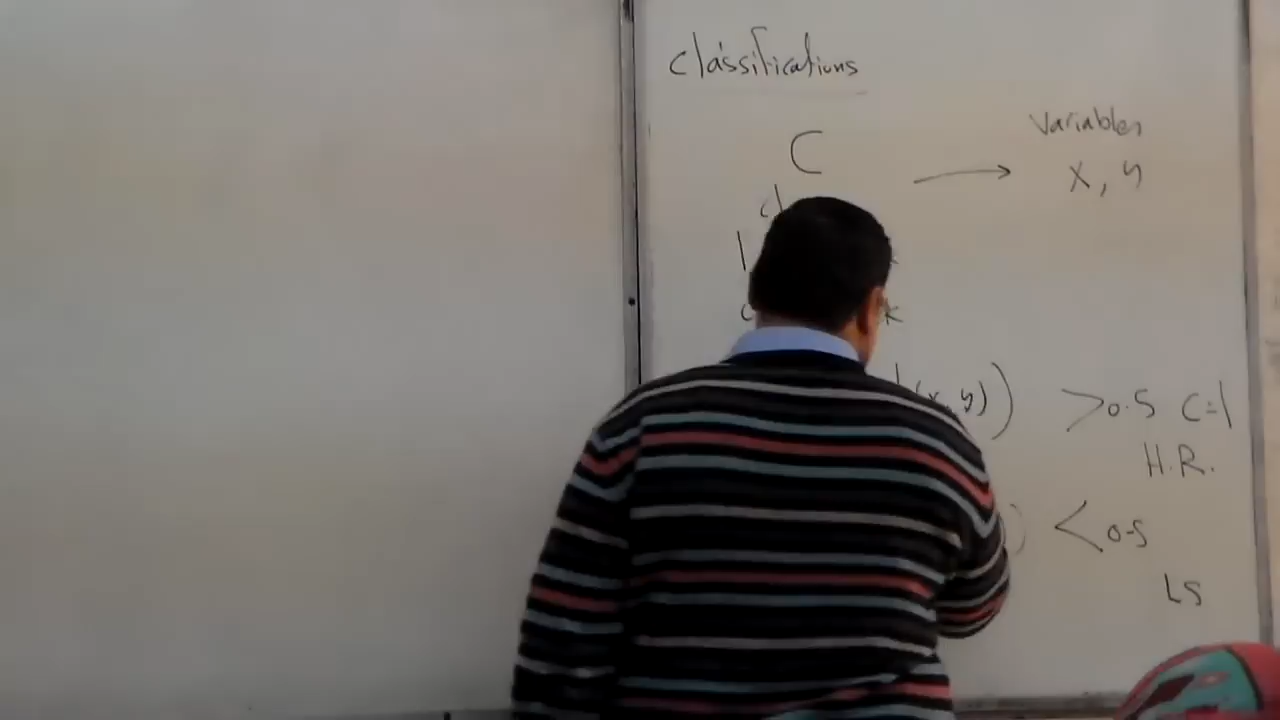 classifications
Variables
C → x, y
(x, y)) >0.5 C=1
H.R.
) <0.5
LS